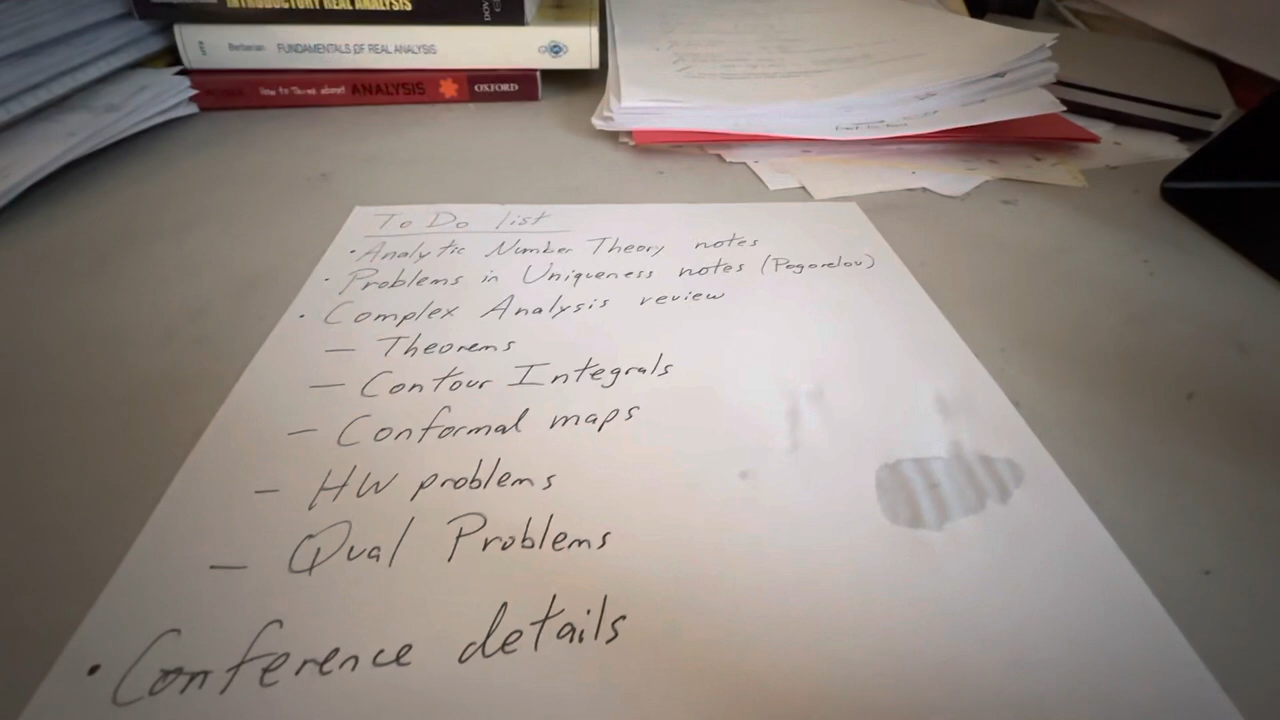 INTRODUCTORY REAL ANALYSIS
DOV
Berberian FUNDAMENTALS OF REAL ANALYSIS
How to Think about ANALYSIS OXFORD
To Do list
• Analytic Number Theory notes
• Problems in Uniqueness notes (Pogorelov)
• Complex Analysis review
— Theorems
— Contour Integrals
— Conformal maps
— HW problems
— Qual Problems
• Conference details